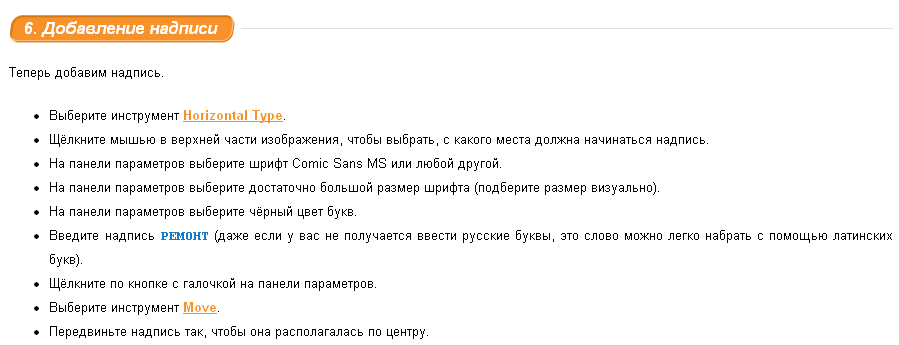 6. Добавление надписи
Теперь добавим надпись.
Выберите инструмент Horizontal Type.
Щёлкните мышью в верхней части изображения, чтобы выбрать, с какого места должна начинаться надпись.
На панели параметров выберите шрифт Comic Sans MS или любой другой.
На панели параметров выберите достаточно большой размер шрифта (подберите размер визуально).
На панели параметров выберите чёрный цвет букв.
Введите надпись РЕМОНТ (даже если у вас не получается ввести русские буквы, это слово можно легко набрать с помощью латинских
букв).
Щёлкните по кнопке с галочкой на панели параметров.
Выберите инструмент Move.
Передвиньте надпись так, чтобы она располагалась по центру.